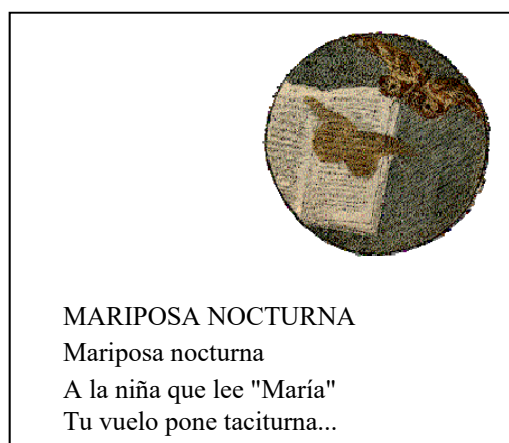 MARIPOSA NOCTURNA
Mariposa nocturna
A la niña que lee "María"
Tu vuelo pone taciturna...